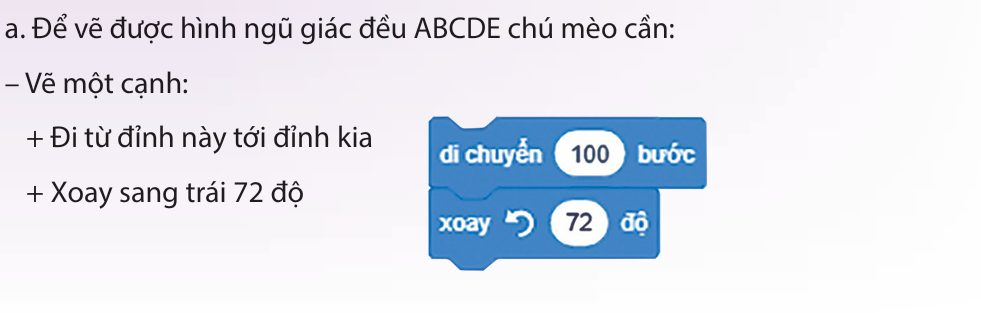 a. Để vẽ được hình ngũ giác đều ABCDE chú mèo cần:
– Vẽ một cạnh:
+ Đi từ đỉnh này tới đỉnh kia
+ Xoay sang trái 72 độ
di chuyển 100 bước
xoay 72 độ